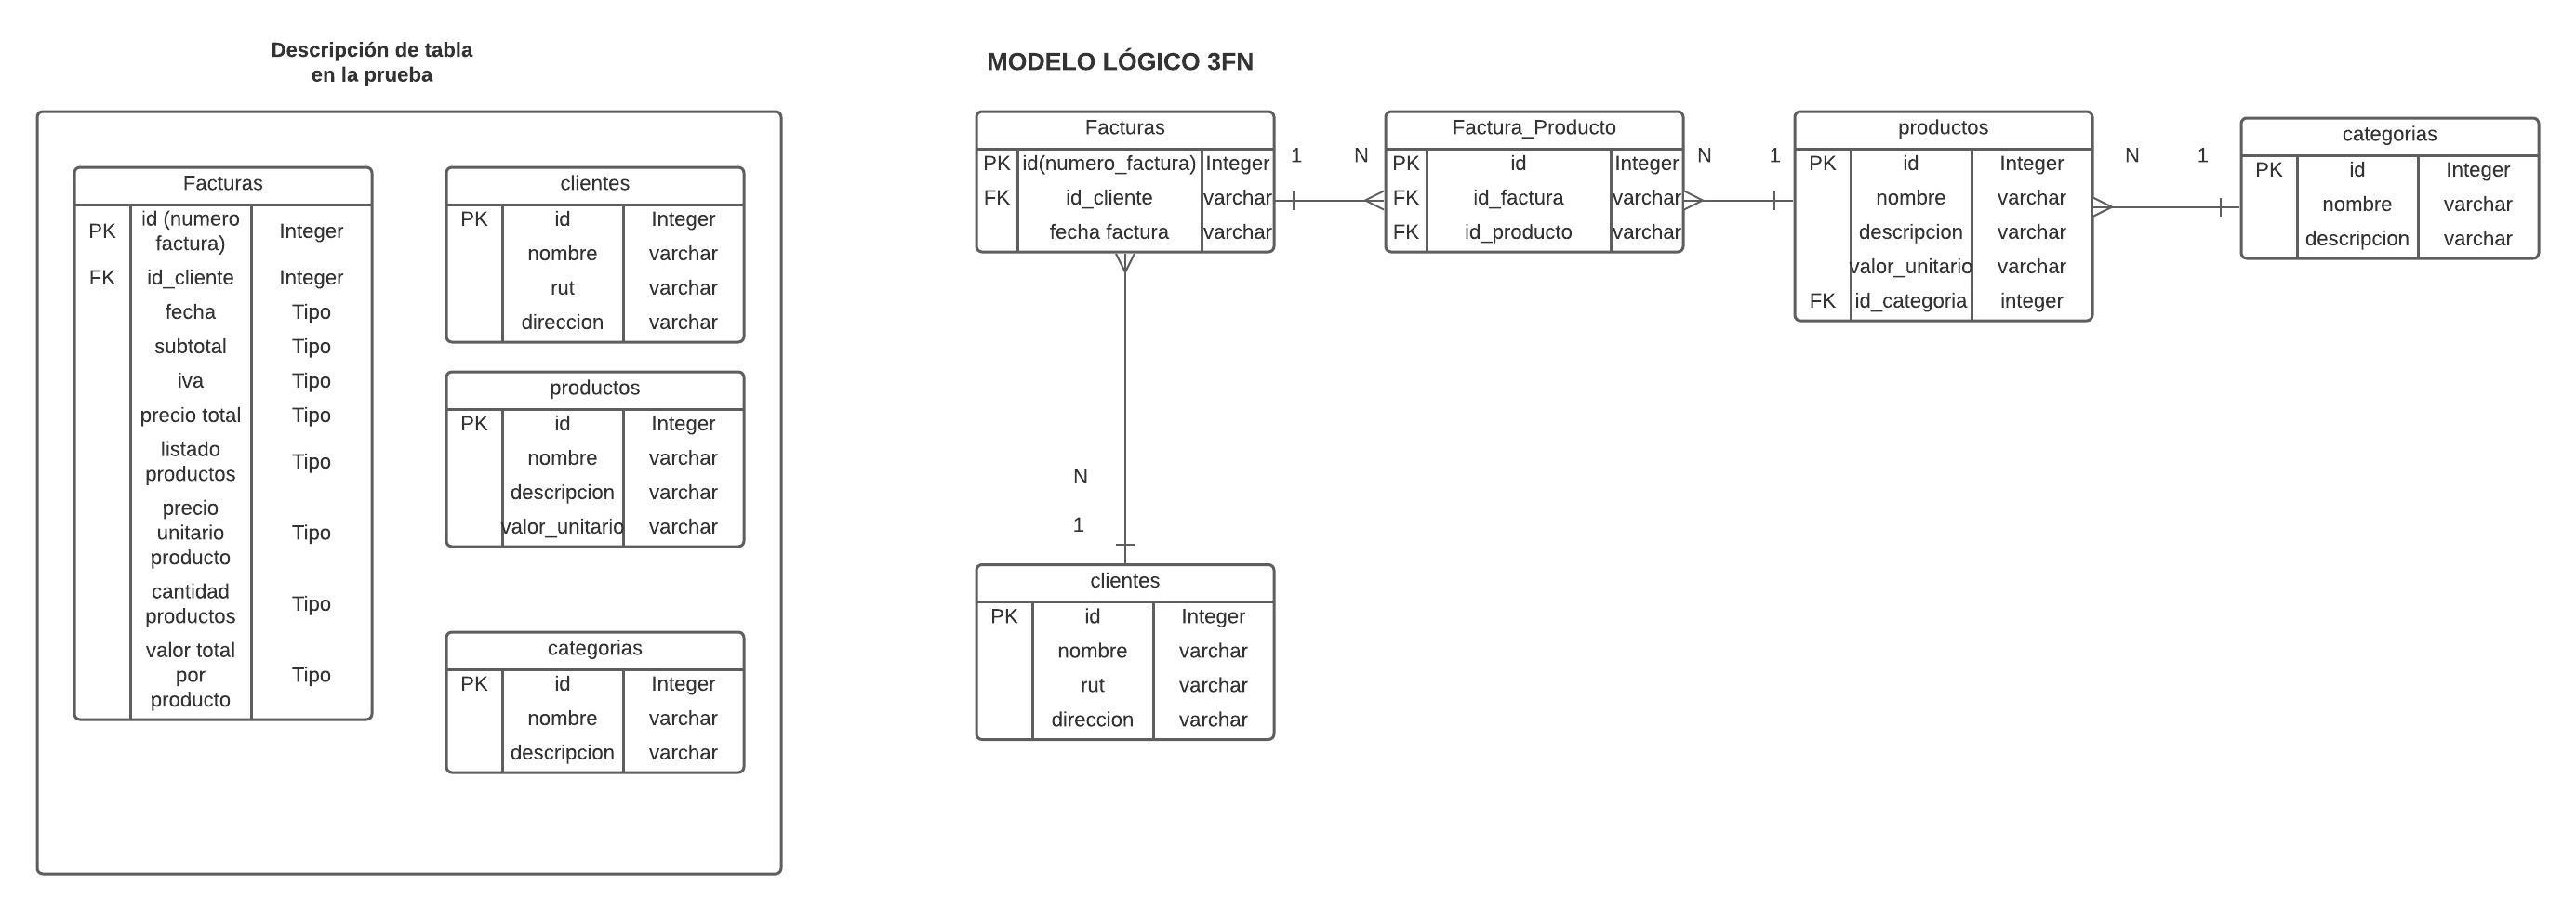 Descripción de tabla
en la prueba
Facturas
PK id (numero
factura) Integer
FK id_cliente Integer
fecha Tipo
subtotal Tipo
iva Tipo
precio total Tipo
listado
productos Tipo
precio
unitario Tipo
producto
cantidad
productos Tipo
valor total
por Tipo
producto
clientes
PK id Integer
nombre varchar
rut varchar
direccion varchar
productos
PK id Integer
nombre varchar
descripcion varchar
valor_unitario varchar
categorias
PK id Integer
nombre varchar
descripcion varchar
MODELO LÓGICO 3FN
Facturas
PK id(numero_factura) Integer
FK id_cliente varchar
fecha factura varchar
1 N
Factura_Producto
PK id Integer
FK id_factura varchar
FK id_producto varchar
N 1
productos
PK id Integer
nombre varchar
descripcion varchar
valor_unitario varchar
FK id_categoria integer
N 1
categorias
PK id Integer
nombre varchar
descripcion varchar
N
1
clientes
PK id Integer
nombre varchar
rut varchar
direccion varchar